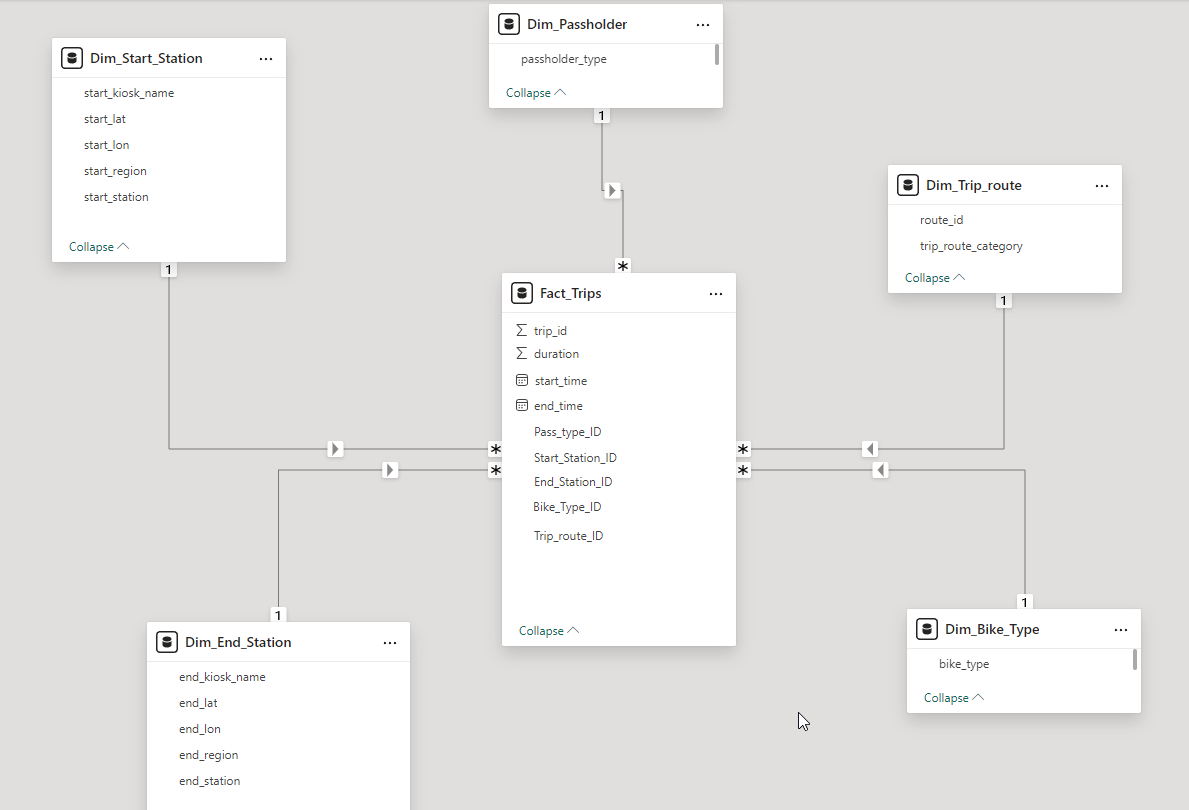 Dim_Passholder
passholder_type
Collapse
1
Dim_Start_Station
start_kiosk_name
start_lat
start_lon
start_region
start_station
Collapse
1
Dim_Trip_route
route_id
trip_route_category
Collapse
1
*
Fact_Trips
trip_id
duration
start_time
end_time
Pass_type_ID
Start_Station_ID
End_Station_ID
Bike_Type_ID
Trip_route_ID
Collapse
*
*
*
*
1
Dim_End_Station
end_kiosk_name
end_lat
end_lon
end_region
end_station
1
Dim_Bike_Type
bike_type
Collapse